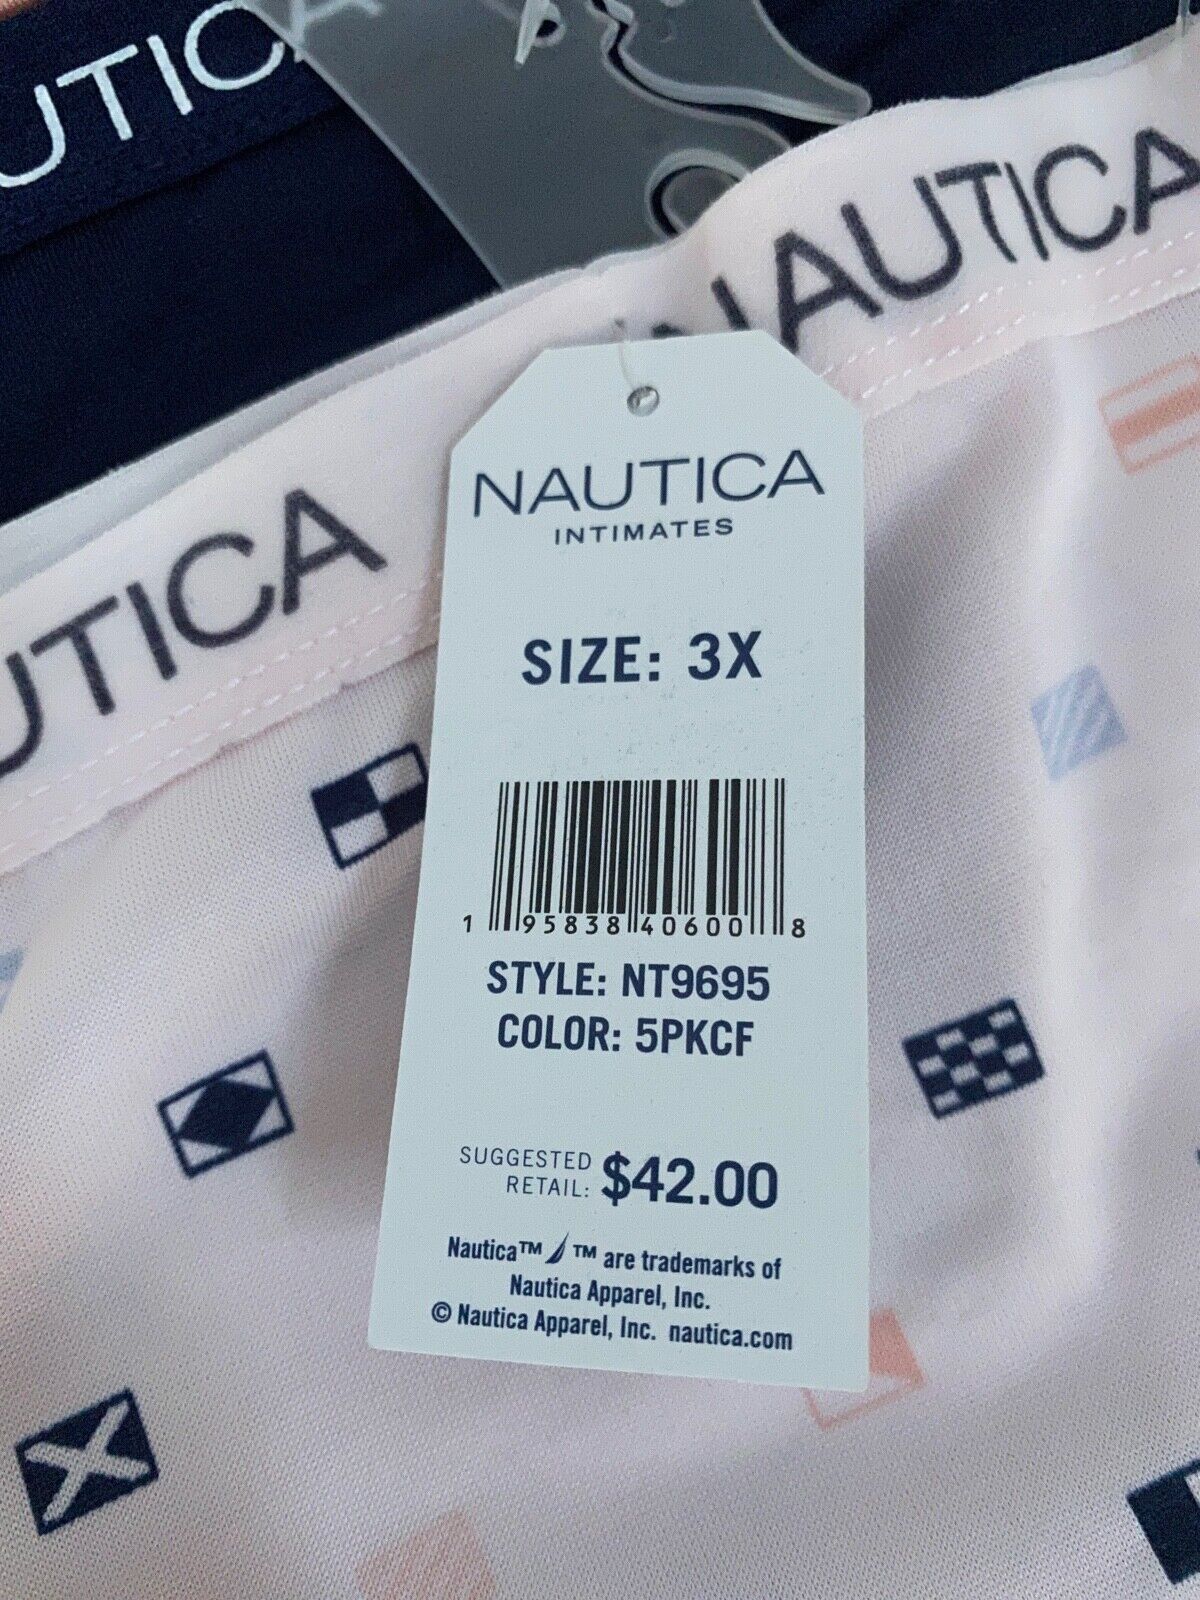 UTICA
NAUTICA
UTICA
NAUTICA
INTIMATES
SIZE: 3X
1 95838 40600 8
STYLE: NT9695
COLOR: 5PKCF
SUGGESTED
RETAIL: $42.00
Nautica™ ™ are trademarks of
Nautica Apparel, Inc.
© Nautica Apparel, Inc. nautica.com